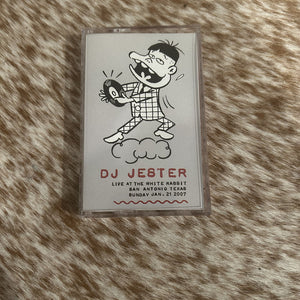 DJ JESTER
LIVE AT THE WHITE RABBIT
SAN ANTONIO TEXAS
SUNDAY JAN. 21 2007